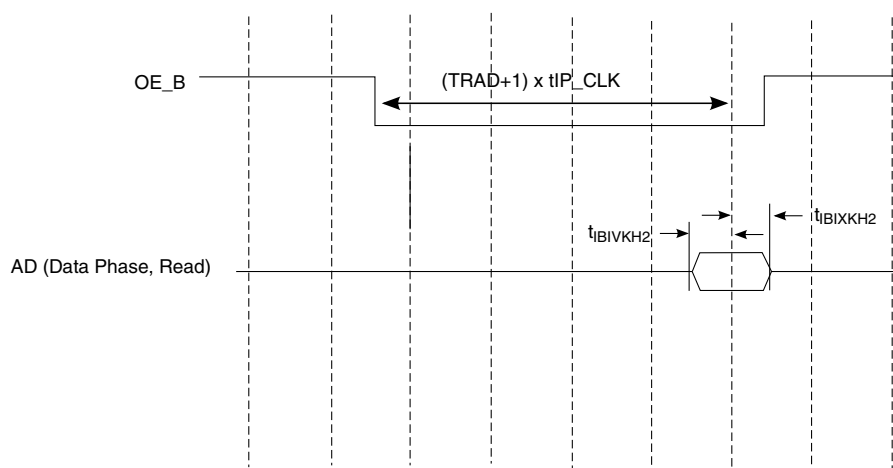 OE_B
(TRAD+1) x tIP_CLK
tIBIVKH2
tIBIXKH2
AD (Data Phase, Read)